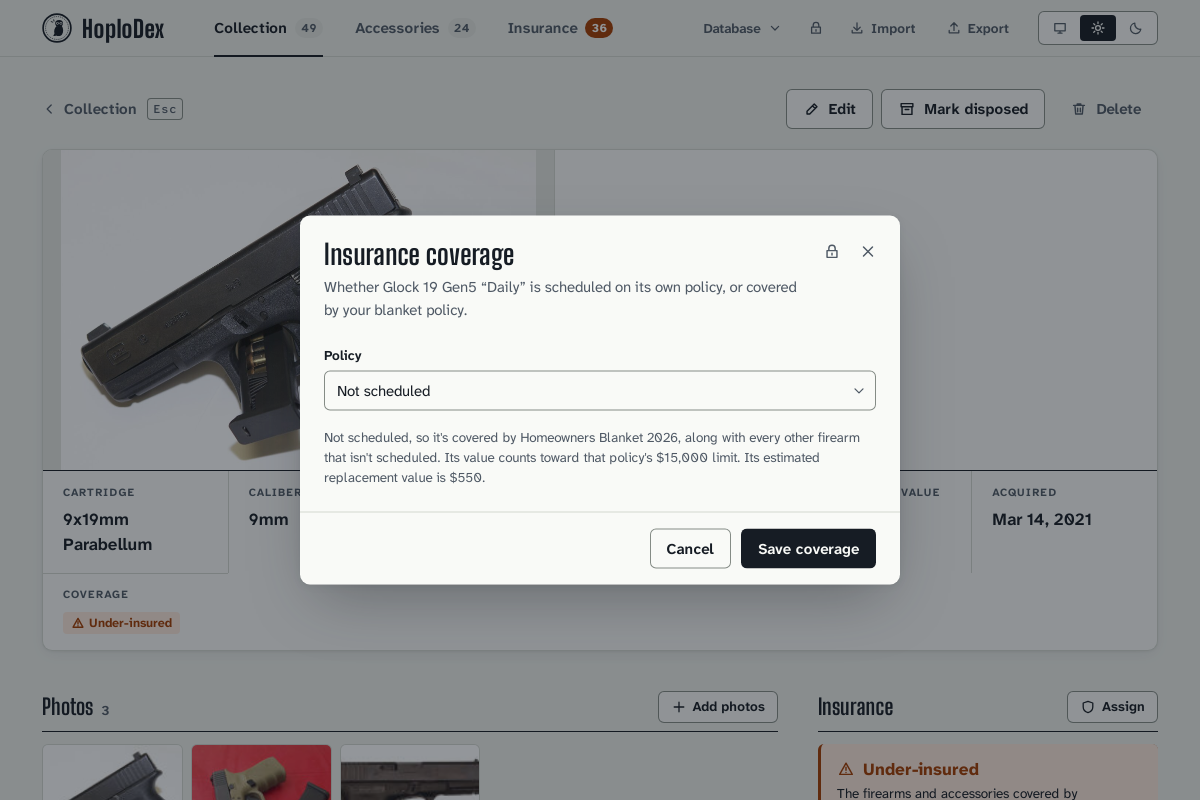 HoploDex
Collection 49
Accessories 24
Insurance 36
Database
Import
Export
Collection Esc
Edit
Mark disposed
Delete
Insurance coverage
Whether Glock 19 Gen5 “Daily” is scheduled on its own policy, or covered
by your blanket policy.
Policy
Not scheduled
Not scheduled, so it's covered by Homeowners Blanket 2026, along with every other firearm
that isn't scheduled. Its value counts toward that policy's $15,000 limit. Its estimated
replacement value is $550.
Cancel
Save coverage
CARTRIDGE
9x19mm
Parabellum
CALIBER
9mm
VALUE
ACQUIRED
Mar 14, 2021
COVERAGE
Under-insured
Photos 3
Add photos
Insurance
Assign
Under-insured
The firearms and accessories covered by